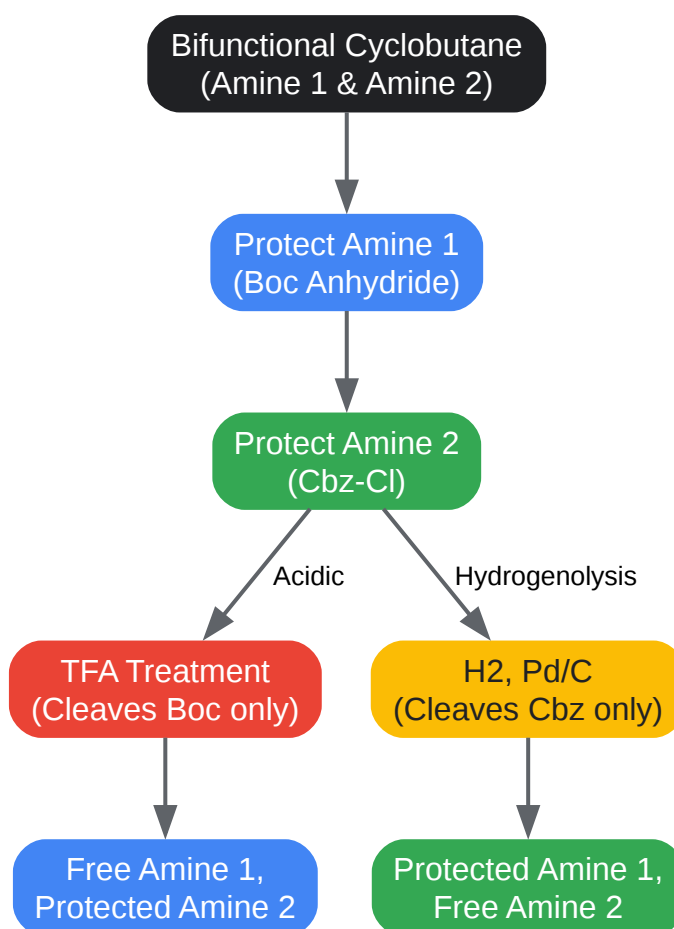 Bifunctional Cyclobutane
(Amine 1 & Amine 2)
Protect Amine 1
(Boc Anhydride)
Protect Amine 2
(Cbz-Cl)
Acidic
Hydrogenolysis
TFA Treatment
(Cleaves Boc only)
H2, Pd/C
(Cleaves Cbz only)
Free Amine 1,
Protected Amine 2
Protected Amine 1,
Free Amine 2